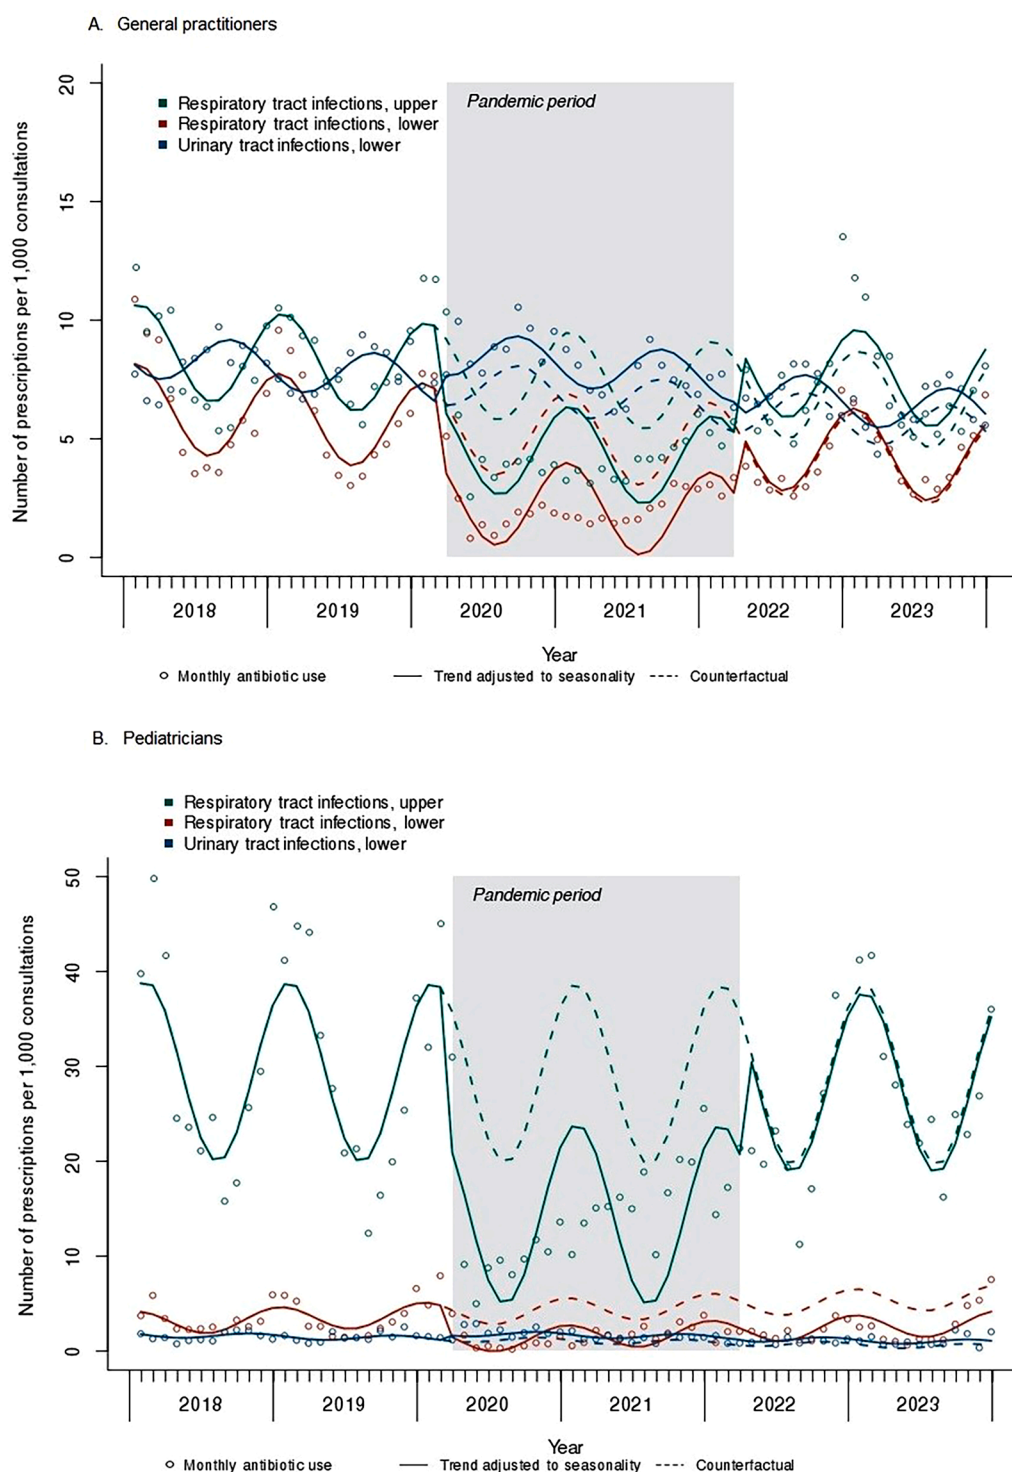 A. General practitioners
Number of prescriptions per 1,000 consultations
20
15
10
5
0
Respiratory tract infections, upper
Respiratory tract infections, lower
Urinary tract infections, lower
Pandemic period
2018 2019 2020 2021 2022 2023
Year
Monthly antibiotic use Trend adjusted to seasonality Counterfactual
B. Pediatricians
Number of prescriptions per 1,000 consultations
Respiratory tract infections, upper
Respiratory tract infections, lower
Urinary tract infections, lower
50
40
30
20
10
0
Pandemic period
2018 2019 2020 2021 2022 2023
Year
Monthly antibiotic use Trend adjusted to seasonality Counterfactual